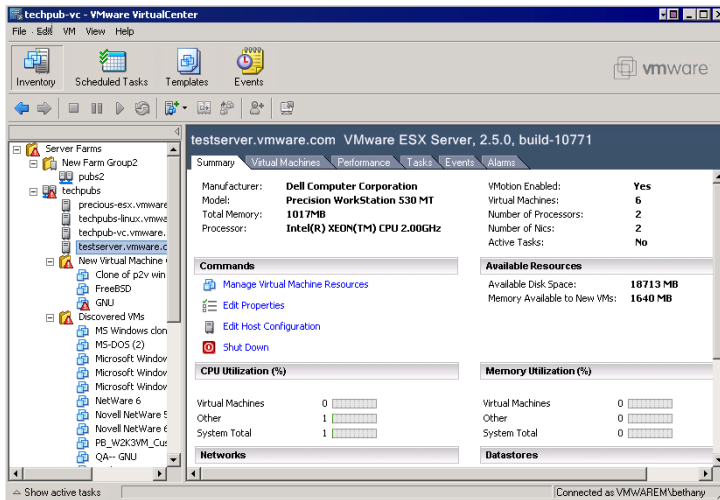 techpub-vc - VMware VirtualCenter
File Edit VM View Help
Inventory Scheduled Tasks Templates Events
vmware
Server Farms
New Farm Group2
pubs2
techpubs
precious-esx.vmware
techpubs-linux.vmwa
techpub-vc.vmware.
testserver.vmware.c
New Virtual Machine
Clone of p2v win
FreeBSD
GNU
Discovered VMs
MS Windows clon
MS-DOS (2)
Microsoft Window
Microsoft Window
Microsoft Window
NetWare 6
Novell NetWare 5
Novell NetWare 6
PB_W2K3VM_Cus
QA-- GNU
testserver.vmware.com VMware ESX Server, 2.5.0, build-10771
Summary Virtual Machines Performance Tasks Events Alarms
Manufacturer: Dell Computer Corporation
Model: Precision WorkStation 530 MT
Total Memory: 1017MB
Processor: Intel(R) XEON(TM) CPU 2.00GHz
VMotion Enabled: Yes
Virtual Machines: 6
Number of Processors: 2
Number of Nics: 2
Active Tasks: No
Commands
Manage Virtual Machine Resources
Edit Properties
Edit Host Configuration
Shut Down
Available Resources
Available Disk Space: 18713 MB
Memory Available to New VMs: 1640 MB
CPU Utilization (%)
Virtual Machines 0
Other 1
System Total 1
Memory Utilization (%)
Virtual Machines 0
Other 0
System Total 0
Networks
Datastores
Show active tasks
Connected as VMWAREM\bethany